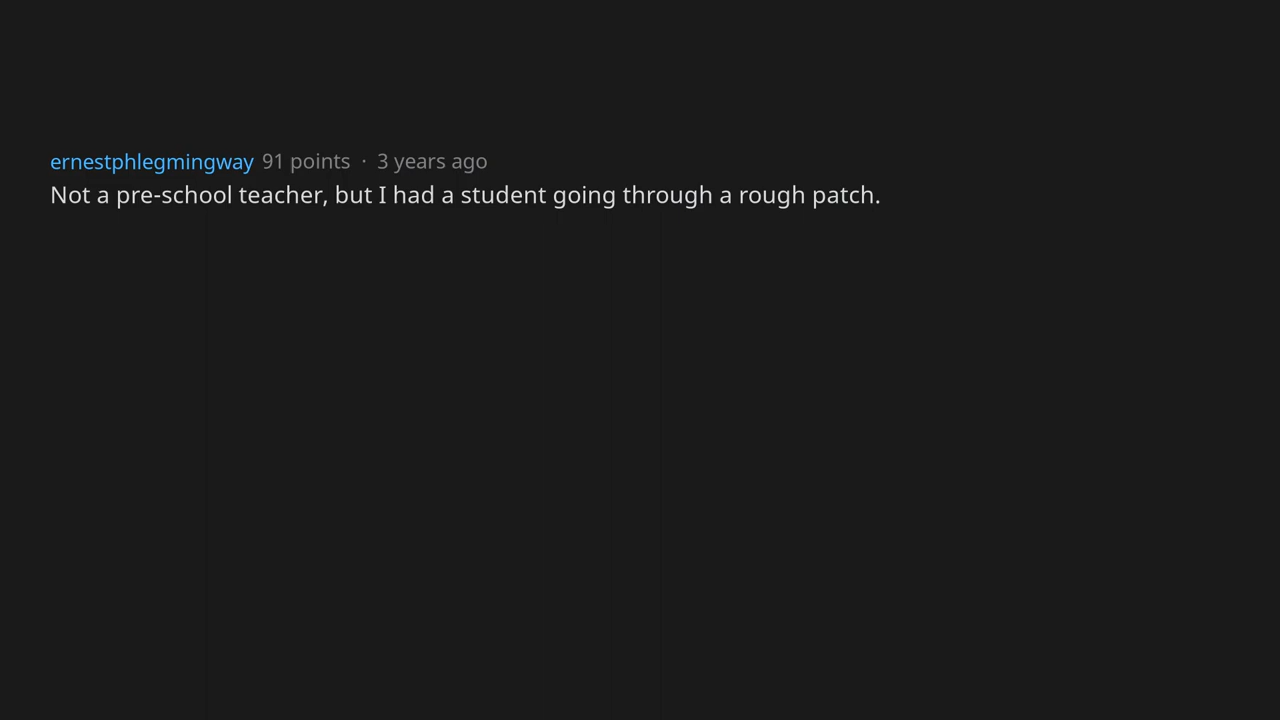 ernestphlegmingway 91 points · 3 years ago
Not a pre-school teacher, but I had a student going through a rough patch.